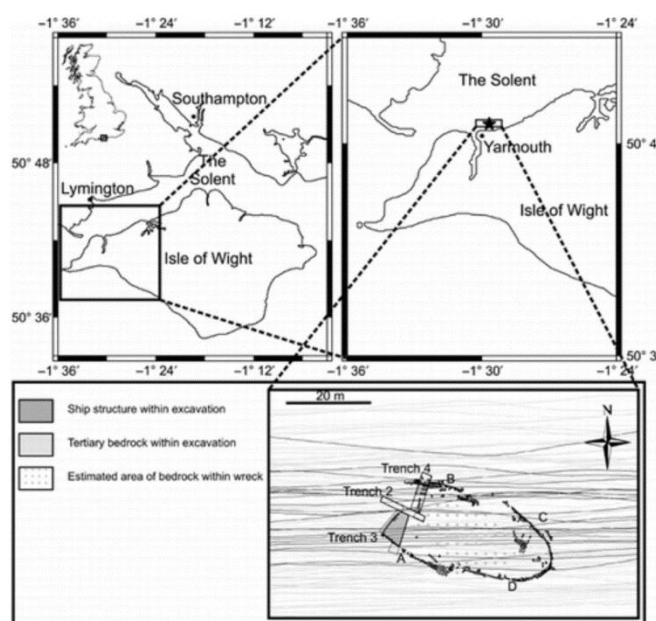 −1° 36' −1° 24' −1° 12'
−1° 30' −1° 24'
Southampton
The Solent
50° 48'
The
Solent
Lymington
Yarmouth
50° 4
Isle of Wight
Isle of Wight
50° 36'
50° 3
−1° 36' −1° 24' −1° 12'
−1° 36' −1° 30' −1° 24'
Ship structure within excavation
Tertiary bedrock within excavation
Estimated area of bedrock within wreck
20 m
N
Trench 4
B
Trench 2
C
Trench 3
A
D